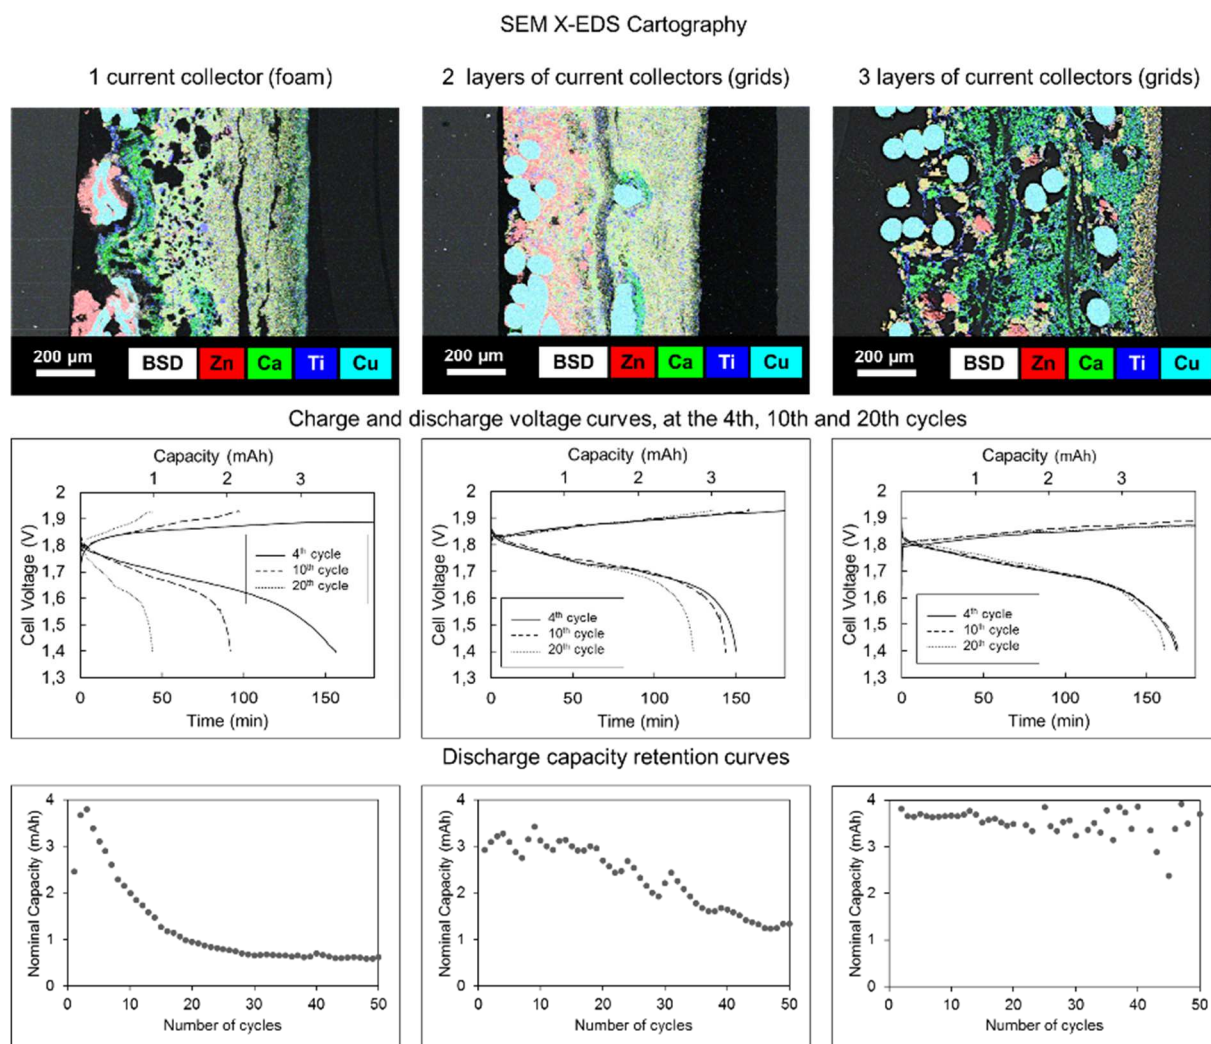 SEM X-EDS Cartography
1 current collector (foam)
2 layers of current collectors (grids)
3 layers of current collectors (grids)
200 µm
BSD
Zn
Ca
Ti
Cu
200 µm
BSD
Zn
Ca
Ti
Cu
200 µm
BSD
Zn
Ca
Ti
Cu
Charge and discharge voltage curves, at the 4th, 10th and 20th cycles
Capacity (mAh)
1 2 3
2
1,9
1,8
1,7
1,6
1,5
1,4
1,3
Cell Voltage (V)
4th cycle
10th cycle
20th cycle
0 50 100 150
Time (min)
Capacity (mAh)
1 2 3
2
1,9
1,8
1,7
1,6
1,5
1,4
1,3
Cell Voltage (V)
4th cycle
10th cycle
20th cycle
0 50 100 150
Time (min)
Capacity (mAh)
1 2 3
2
1,9
1,8
1,7
1,6
1,5
1,4
1,3
Cell Voltage (V)
4th cycle
10th cycle
20th cycle
0 50 100 150
Time (min)
Discharge capacity retention curves
4
3
2
1
0
Nominal Capacity (mAh)
0 10 20 30 40 50
Number of cycles
4
3
2
1
0
Nominal Capacity (mAh)
0 10 20 30 40 50
Number of cycles
4
3
2
1
0
Nominal Capacity (mAh)
0 10 20 30 40 50
Number of cycles